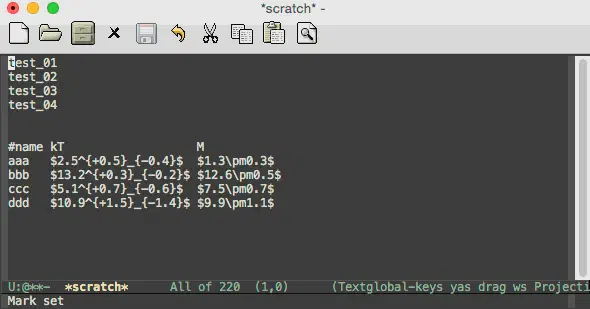 *scratch* -
test_01
test_02
test_03
test_04
#name kT                 M
aaa   $2.5^{+0.5}_{-0.4}$  $1.3\pm0.3$
bbb   $13.2^{+0.3}_{-0.2}$ $12.6\pm0.5$
ccc   $5.1^{+0.7}_{-0.6}$  $7.5\pm0.7$
ddd   $10.9^{+1.5}_{-1.4}$ $9.9\pm1.1$
U:@**-  *scratch*      All of 220  (1,0)      (Textglobal-keys yas drag ws Projecti
Mark set